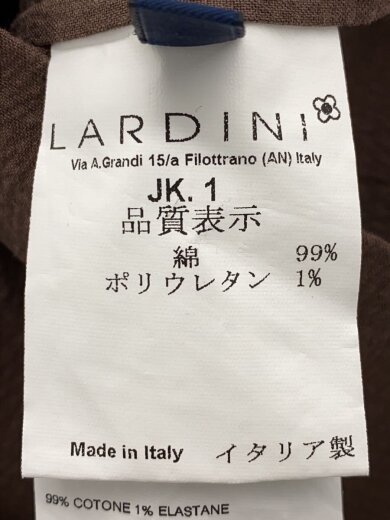 LARDINI
Via A.Grandi 15/a Filottrano (AN) Italy
JK. 1
品質表示
綿 99%
ポリウレタン 1%
Made in Italy イタリア製
99% COTONE 1% ELASTANE